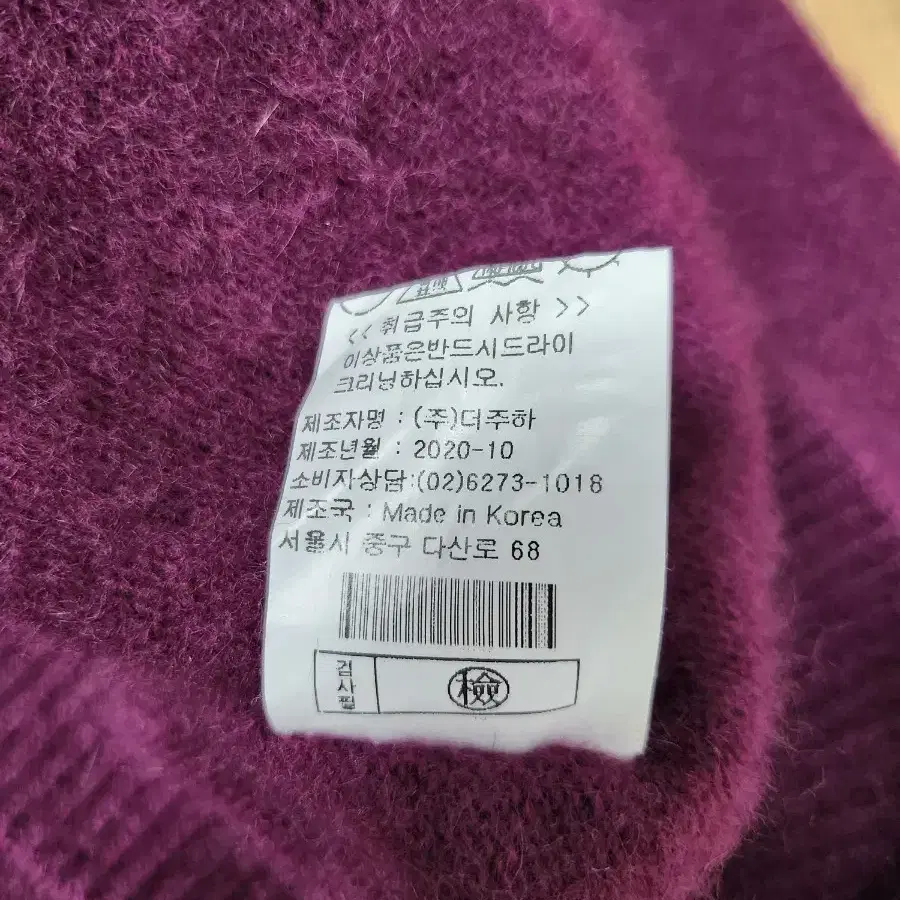 << 취급주의 사항 >>
이상품은반드시드라이
크리닝하십시오.
제조자명 : (주)더주하
제조년월 : 2020-10
소비자상담:(02)6273-1018
제조국 : Made in Korea
서울시 중구 다산로 68
검사필 檢